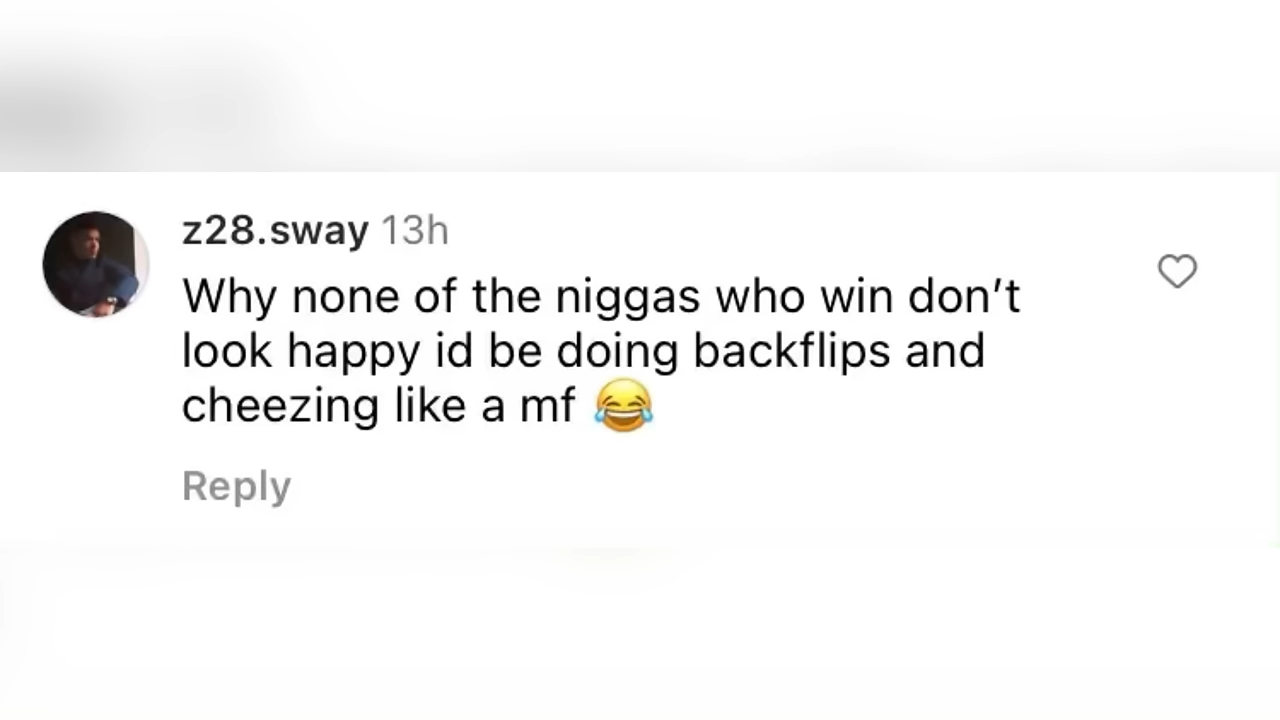 z28.sway 13h
Why none of the niggas who win don’t
look happy id be doing backflips and
cheezing like a mf 😂
Reply